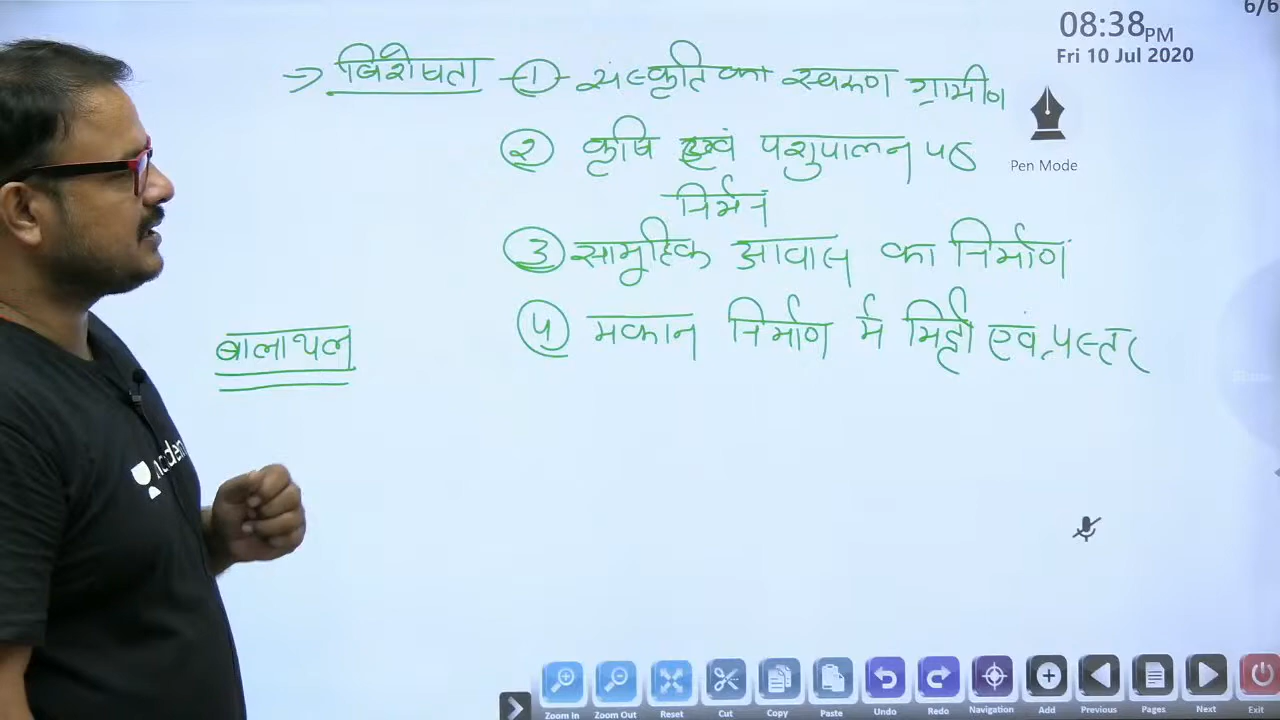 6/6
08:38PM
Fri 10 Jul 2020
→ विशेषता - ① - संस्कृति का स्वरूप ग्रामीण
② कृषि एवं पशुपालन पर
निर्भर
③ सामूहिक आवास का निर्माण
④ मकान निर्माण में मिट्टी एवं पत्थर
Pen Mode
बालाथल
Zoom In Zoom Out Reset Cut Copy Paste Undo Redo Navigation Add Previous Pages Next Exit